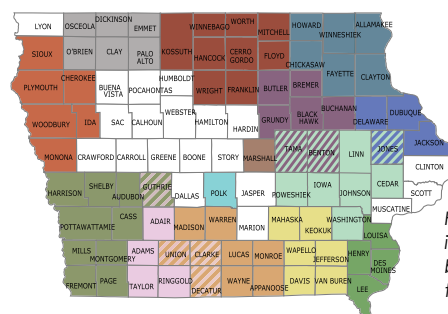 LYON OSCEOLA DICKINSON EMMET WINNEBAGO WORTH MITCHELL HOWARD WINNESHIEK ALLAMAKEE
SIOUX O'BRIEN CLAY PALO ALTO KOSSUTH HANCOCK CERRO GORDO FLOYD CHICKASAW
PLYMOUTH CHEROKEE BUENA VISTA POCAHONTAS HUMBOLDT WRIGHT FRANKLIN BUTLER BREMER FAYETTE CLAYTON
WOODBURY IDA SAC CALHOUN WEBSTER HAMILTON HARDIN GRUNDY BLACK HAWK BUCHANAN DELAWARE DUBUQUE
MONONA CRAWFORD CARROLL GREENE BOONE STORY MARSHALL TAMA BENTON LINN JONES JACKSON
CLINTON
HARRISON SHELBY AUDUBON GUTHRIE DALLAS POLK JASPER POWESHIEK IOWA JOHNSON CEDAR SCOTT
MUSCATINE
POTTAWATTAMIE CASS ADAIR MADISON WARREN MARION MAHASKA KEOKUK WASHINGTON LOUISA
MILLS MONTGOMERY ADAMS UNION CLARKE LUCAS MONROE WAPELLO JEFFERSON HENRY DES MOINES
FREMONT PAGE TAYLOR RINGGOLD DECATUR WAYNE APPANOOSE DAVIS VAN BUREN LEE